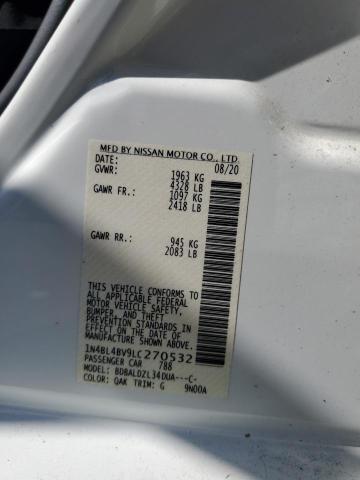 MFD BY NISSAN MOTOR CO., LTD.
DATE: 08/20
GVWR: 1963 KG
4328 LB
GAWR FR.: 1097 KG
2418 LB
GAWR RR.: 945 KG
2083 LB
THIS VEHICLE CONFORMS TO
ALL APPLICABLE FEDERAL
MOTOR VEHICLE SAFETY,
BUMPER, AND THEFT
PREVENTION STANDARDS IN
EFFECT ON THE DATE OF
MANUFACTURE SHOWN ABOVE.
1N4BL4BV9LC270532
PASSENGER CAR 788
MODEL: BDBALDZL34DUA---C-
COLOR: QAK TRIM: G 9N00A